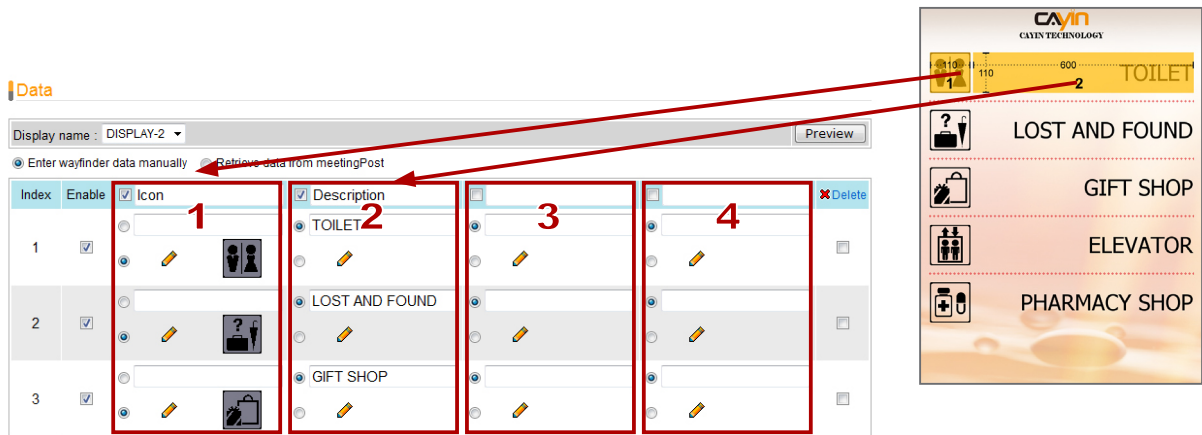 Data
Display name : DISPLAY-2 Preview
Enter wayfinder data manually Retrieve data from meetingPost
Index Enable Icon Description Delete
1 2 3 4
1 TOILET
2 LOST AND FOUND
3 GIFT SHOP
CAYIN
CAYIN TECHNOLOGY
110 110 600 TOILET
1 2
? LOST AND FOUND
GIFT SHOP
ELEVATOR
PHARMACY SHOP